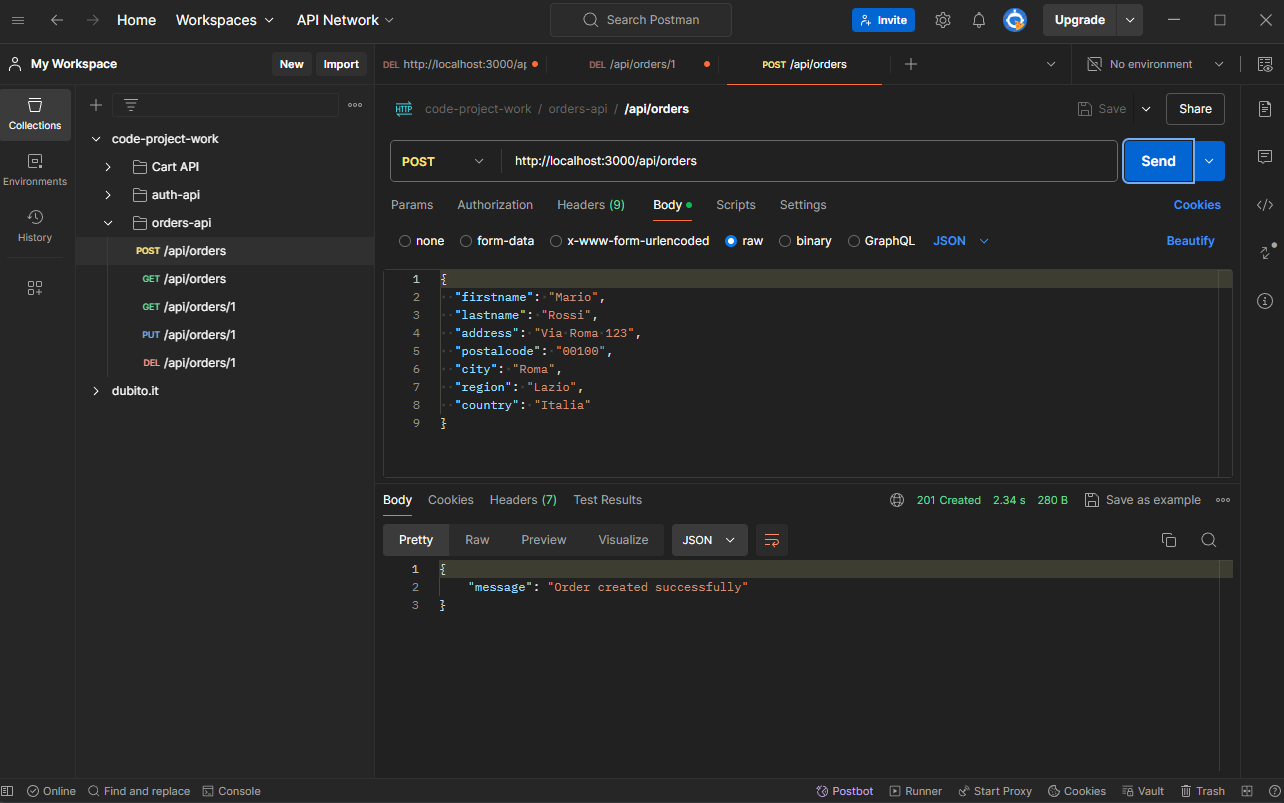 Home Workspaces API Network Search Postman Invite Upgrade
My Workspace New Import DEL http://localhost:3000/ap DEL /api/orders/1 POST /api/orders No environment
Collections
Environments
History
code-project-work
Cart API
auth-api
orders-api
POST /api/orders
GET /api/orders
GET /api/orders/1
PUT /api/orders/1
DEL /api/orders/1
dubito.it
HTTP code-project-work / orders-api / /api/orders Save Share
POST http://localhost:3000/api/orders Send
Params Authorization Headers (9) Body Scripts Settings Cookies
none form-data x-www-form-urlencoded raw binary GraphQL JSON Beautify
1 {
2 "firstname": "Mario",
3 "lastname": "Rossi",
4 "address": "Via Roma 123",
5 "postalcode": "00100",
6 "city": "Roma",
7 "region": "Lazio",
8 "country": "Italia"
9 }
Body Cookies Headers (7) Test Results 201 Created 2.34 s 280 B Save as example
Pretty Raw Preview Visualize JSON
1 {
2 "message": "Order created successfully"
3 }
Online Find and replace Console Postbot Runner Start Proxy Cookies Vault Trash